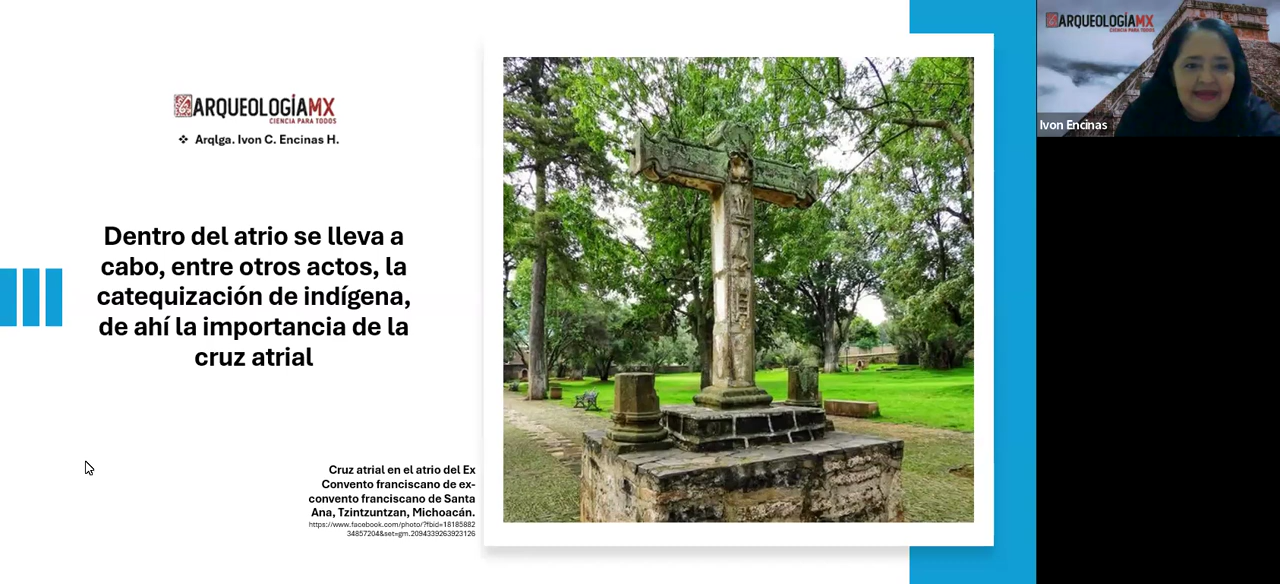 ARQUEOLOGÍAMX
CIENCIA PARA TODOS
❖ Arqlga. Ivon C. Encinas H.
Dentro del atrio se lleva a
cabo, entre otros actos, la
catequización de indígena,
de ahí la importancia de la
cruz atrial
Cruz atrial en el atrio del Ex
Convento franciscano de ex-
convento franciscano de Santa
Ana, Tzintzuntzan, Michoacán.
https://www.facebook.com/photo/?fbid=18185882
34857204&set=gm.2094339263923126
ARQUEOLOGÍAMX
CIENCIA PARA TODOS
Ivon Encinas